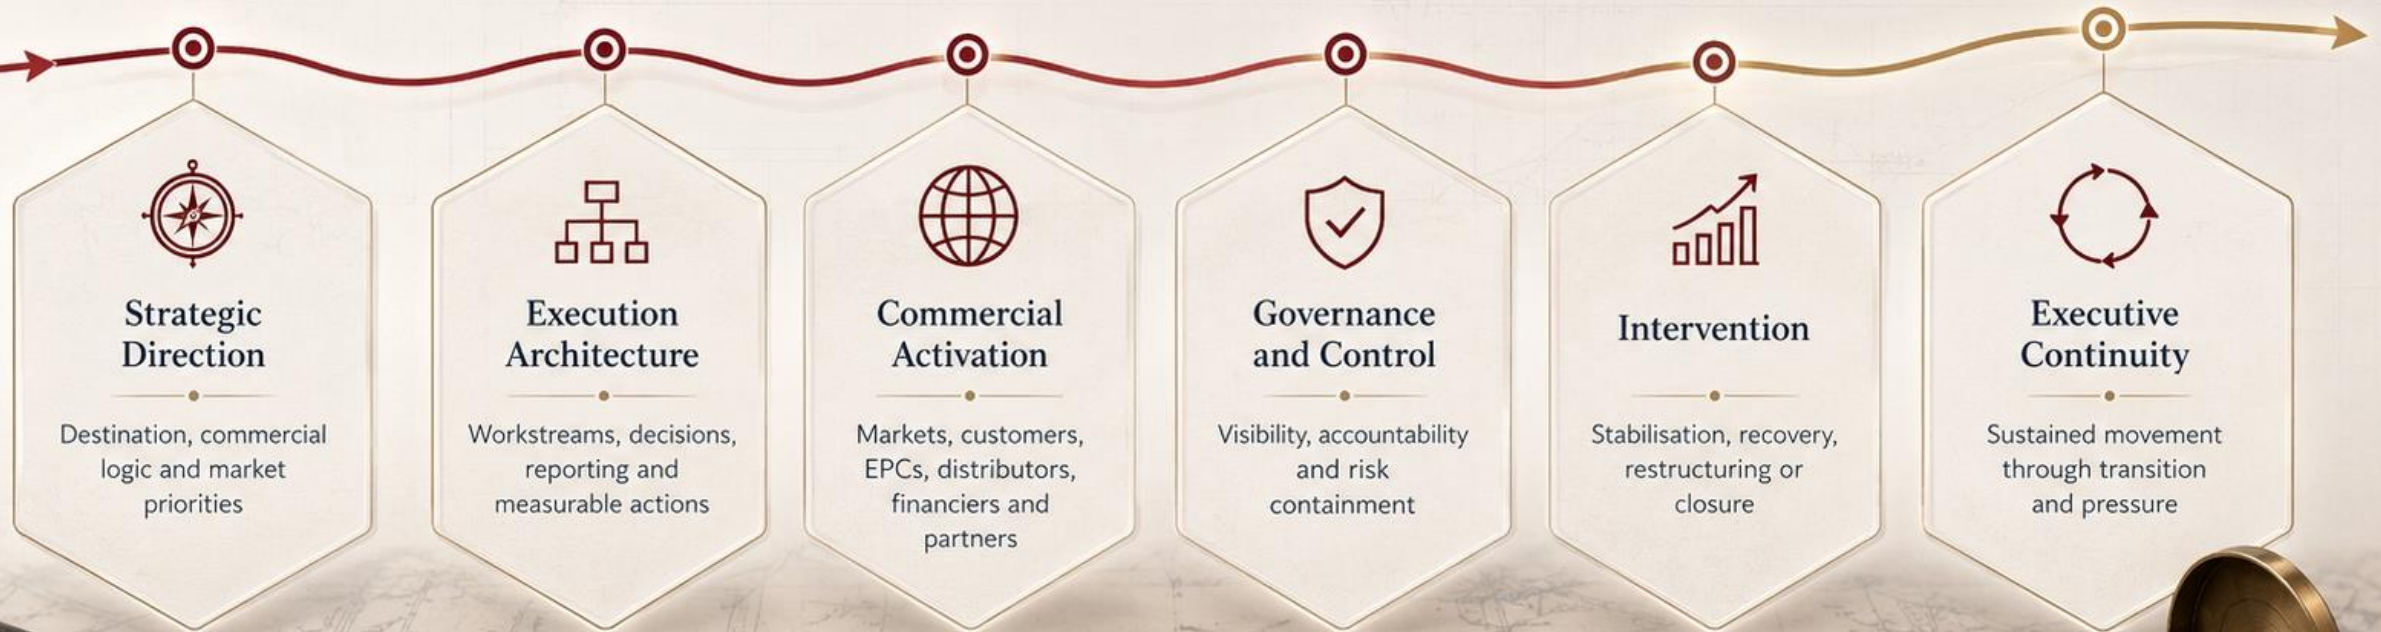 Strategic
Direction
Destination, commercial
logic and market
priorities
Execution
Architecture
Workstreams, decisions,
reporting and
measurable actions
Commercial
Activation
Markets, customers,
EPCs, distributors,
financiers and
partners
Governance
and Control
Visibility, accountability
and risk
containment
Intervention
Stabilisation, recovery,
restructuring or
closure
Executive
Continuity
Sustained movement
through transition
and pressure